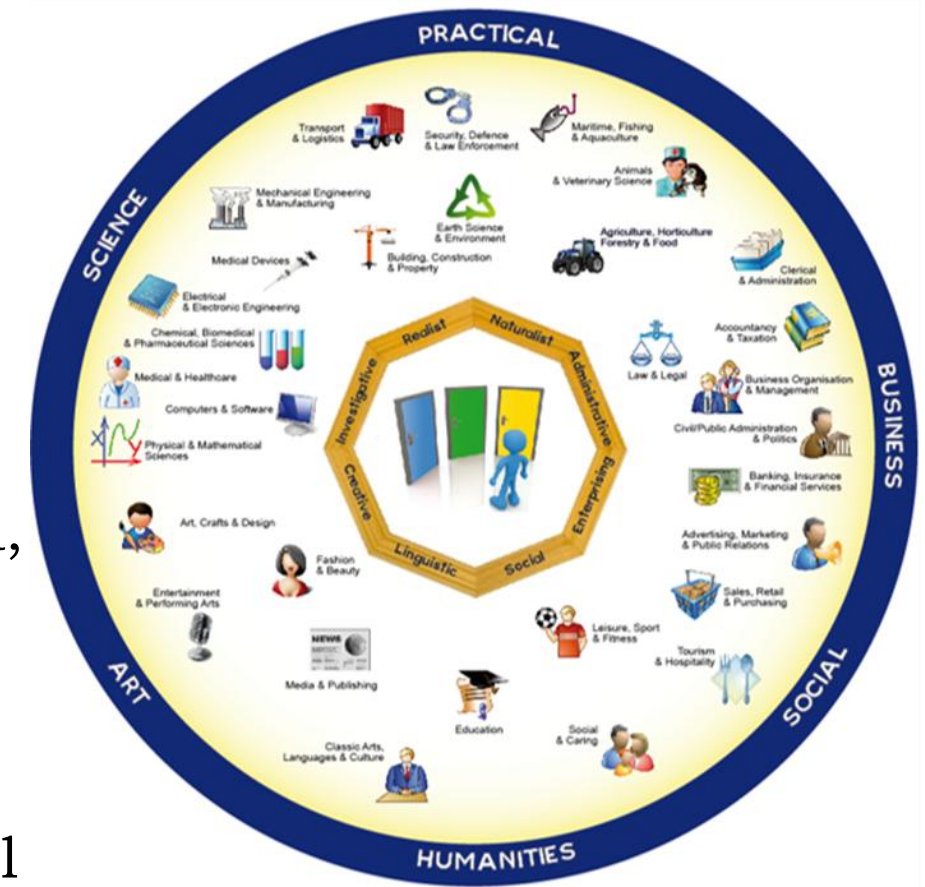 PRACTICAL
Transport
& Logistics
Security, Defence
& Law Enforcement
Maritime, Fishing
& Aquaculture
Animals
& Veterinary Science
SCIENCE
Mechanical Engineering
& Manufacturing
Earth Science
& Environment
Agriculture, Horticulture
Forestry & Food
Building, Construction
& Property
Medical Devices
Clerical
& Administration
Electrical
& Electronic Engineering
Accountancy
& Taxation
Chemical, Biomedical
& Pharmaceutical Sciences
Law & Legal
Medical & Healthcare
Business Organisation
& Management
Computers & Software
Civil/Public Administration
& Politics
Physical & Mathematical
Sciences
Banking, Insurance
& Financial Services
BUSINESS
Realist
Naturalist
Administrative
Enterprising
Social
Linguistic
Creative
Investigative
Art, Crafts & Design
Advertising, Marketing
& Public Relations
,
Fashion
& Beauty
Sales, Retail
& Purchasing
Entertainment
& Performing Arts
Leisure, Sport
& Fitness
NEWS
Tourism
& Hospitality
Media & Publishing
ART
SOCIAL
Education
Social
& Caring
Classic Arts,
Languages & Culture
HUMANITIES
l